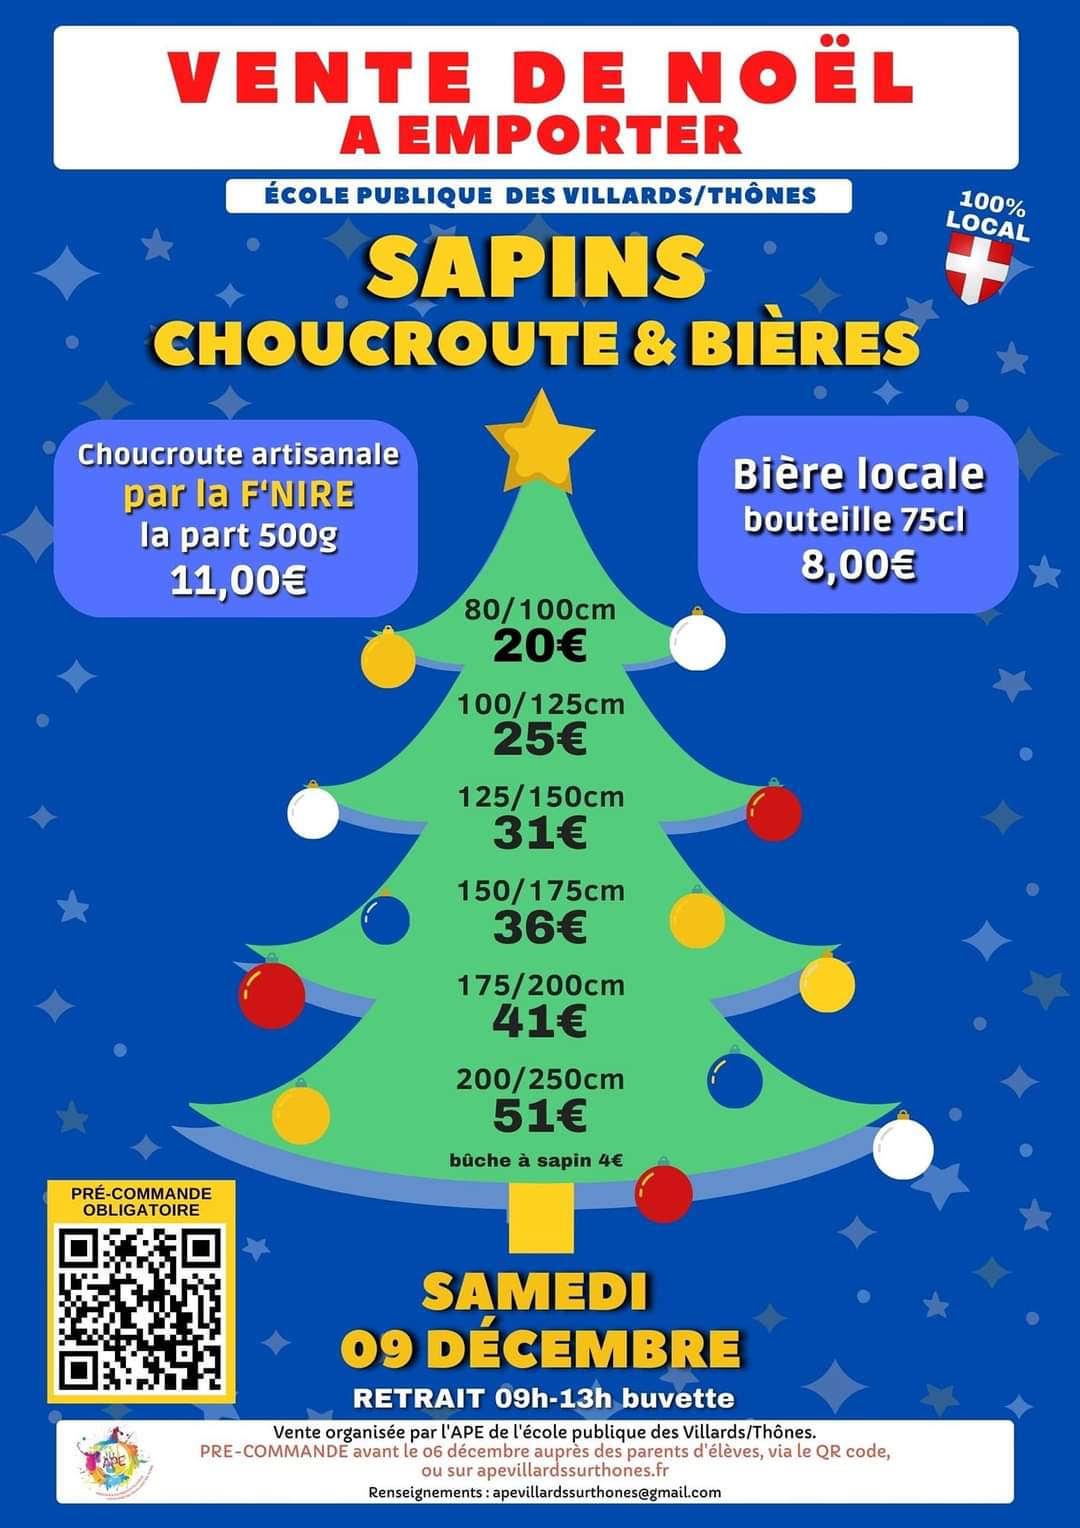 VENTE DE NOËL
A EMPORTER
ÉCOLE PUBLIQUE DES VILLARDS/THÔNES
100%
LOCAL
SAPINS
CHOUCROUTE & BIÈRES
Choucroute artisanale
par la F'NIRE
la part 500g
11,00€
Bière locale
bouteille 75cl
8,00€
80/100cm
20€
100/125cm
25€
125/150cm
31€
150/175cm
36€
175/200cm
41€
200/250cm
51€
bûche à sapin 4€
PRÉ-COMMANDE
OBLIGATOIRE
SAMEDI
09 DÉCEMBRE
RETRAIT 09h-13h buvette
Vente organisée par l'APE de l'école publique des Villards/Thônes.
PRE-COMMANDE avant le 06 décembre auprès des parents d'élèves, via le QR code,
ou sur apevillardssurthones.fr
Renseignements : apevillardssurthones@gmail.com
APE